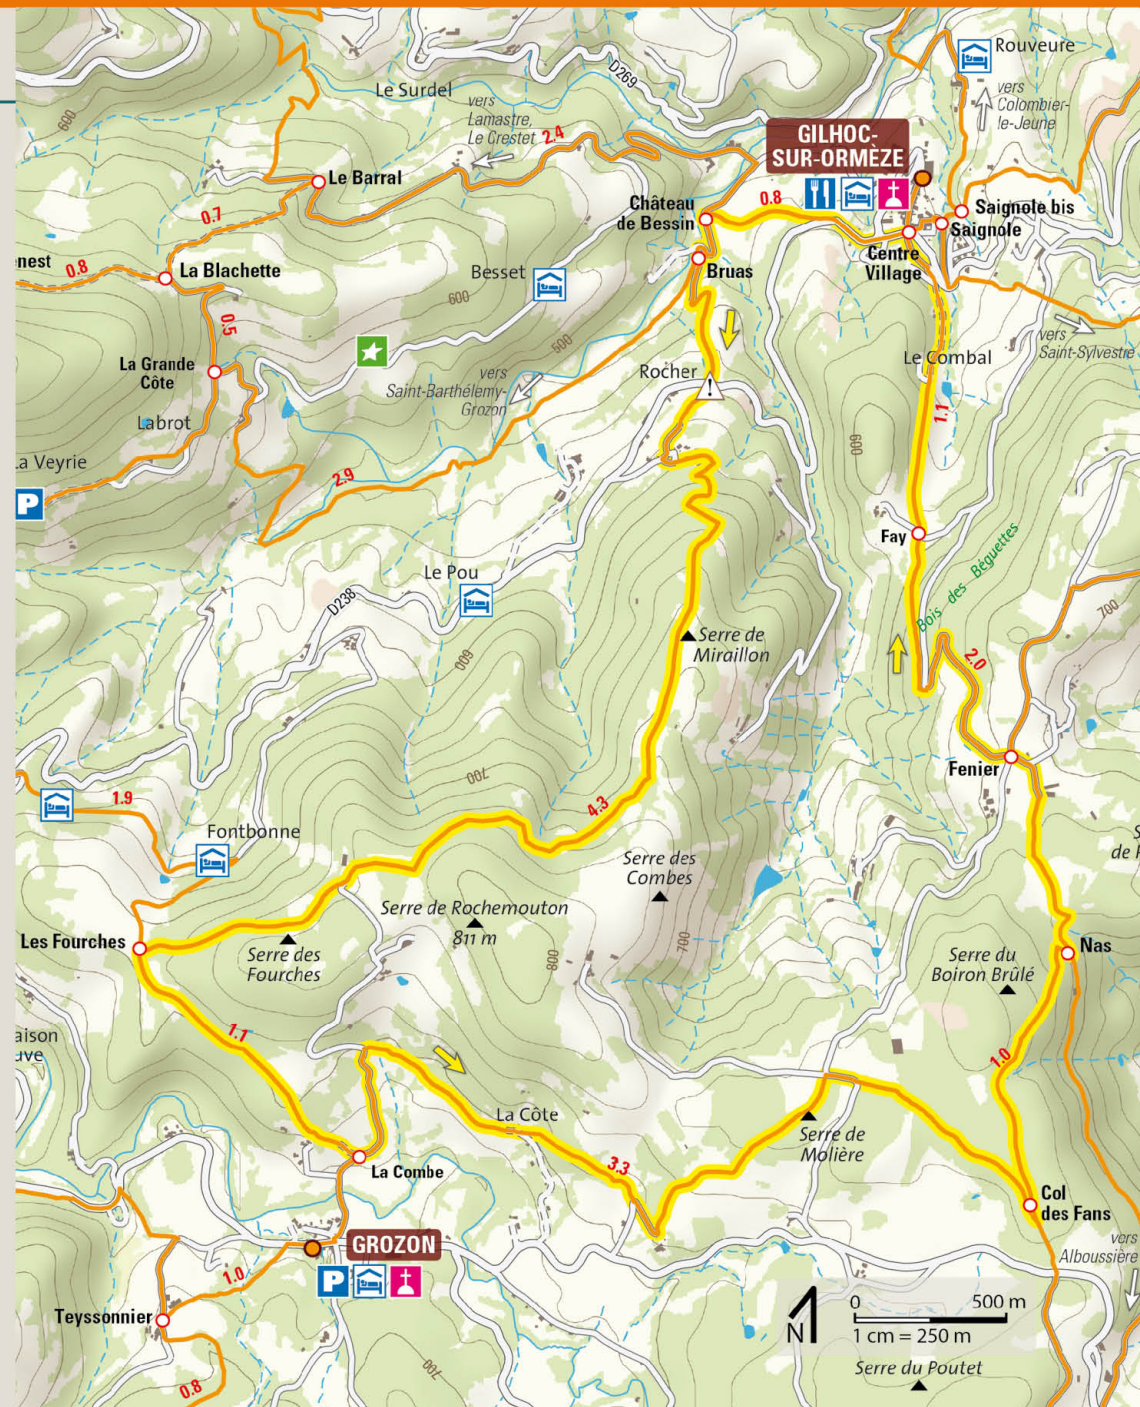 Rouveure
D269
Le Surdel
vers
Colombier-
le-Jeune
600
vers
Lamastre,
Le Crestet
2.4
GILHOC-
SUR-ORMÈZE
Le Barral
0.8
Château
de Bessin
Saignole bis
Saignole
0.7
Centre
Village
nest
0.8
La Blachette
Besset
Bruas
600
0.5
vers
Saint-Sylvestre
500
Le Combal
La Grande
Côte
Rocher
!
vers
Saint-Barthélemy-
Grozon
1.1
Labrot
600
La Veyrie
2.9
P
Fay
Bois des Béguettes
Le Pou
D238
700
Serre de
Miraillon
600
2.0
Fenier
700
1.9
4.3
Fontbonne
S
de
Serre des
Combes
Serre de Rochemouton
811 m
Les Fourches
Serre des
Fourches
700
800
Nas
Serre du
Boiron Brûlé
1.1
aison
uve
1.0
La Côte
Serre de
Molière
La Combe
3.3
Col
des Fans
GROZON
vers
Alboussière
P
1.0
Teyssonnier
N
0 500 m
1 cm = 250 m
700
Serre du Poutet
0.8